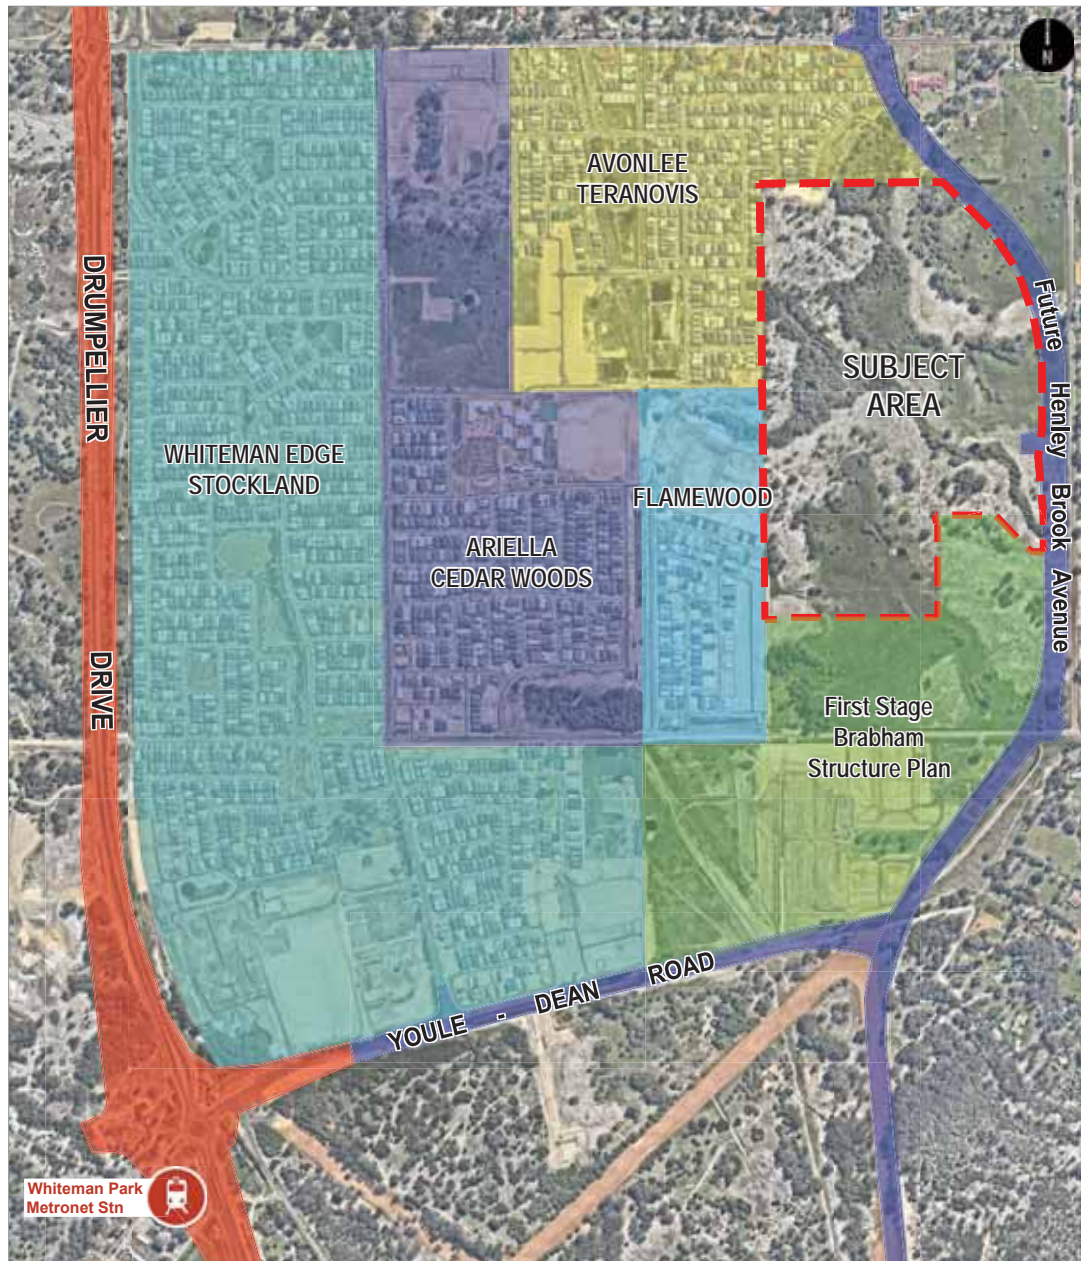 N
AVONLEE
TERANOVIS
DRUMPELLIER
DRIVE
Future Henley Brook Avenue
SUBJECT
AREA
WHITEMAN EDGE
STOCKLAND
FLAMEWOOD
ARIELLA
CEDAR WOODS
First Stage
Brabham
Structure Plan
YOULE - DEAN ROAD
Whiteman Park
Metronet Stn